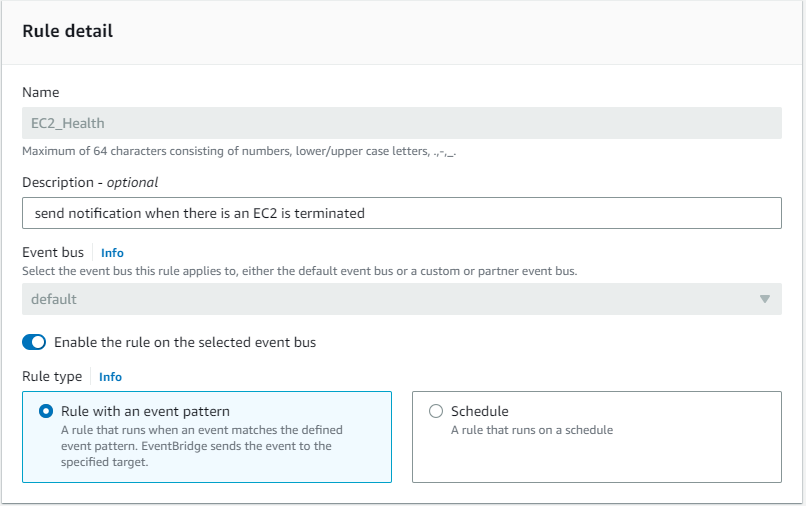 Rule detail
Name
EC2_Health
Maximum of 64 characters consisting of numbers, lower/upper case letters, .,-,_.
Description - optional
send notification when there is an EC2 is terminated
Event bus Info
Select the event bus this rule applies to, either the default event bus or a custom or partner event bus.
default
Enable the rule on the selected event bus
Rule type Info
Rule with an event pattern
A rule that runs when an event matches the defined
event pattern. EventBridge sends the event to the
specified target.
Schedule
A rule that runs on a schedule